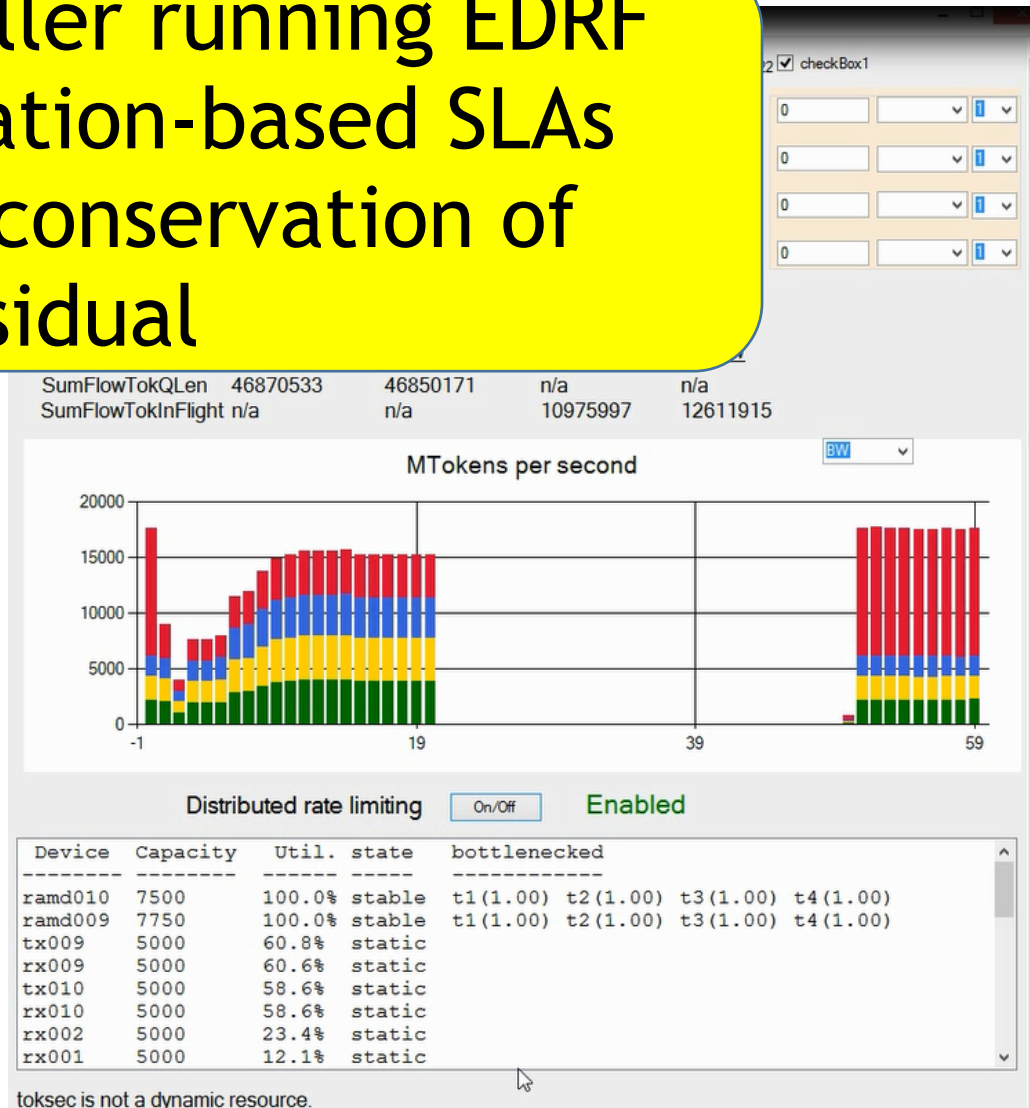 ller running EDRF
ation-based SLAs
conservation of
sidual
22 checkBox1
0 1
0 1
0 1
0 1
SumFlowTokQLen 46870533 46850171 n/a n/a
SumFlowTokInFlight n/a n/a 10975997 12611915
MTokens per second BW
20000
15000
10000
5000
0
-1 19 39 59
Distributed rate limiting On/Off Enabled
Device Capacity Util. state bottlenecked
-------- -------- ------ ----- ------------
ramd010 7500 100.0% stable t1(1.00) t2(1.00) t3(1.00) t4(1.00)
ramd009 7750 100.0% stable t1(1.00) t2(1.00) t3(1.00) t4(1.00)
tx009 5000 60.8% static
rx009 5000 60.6% static
tx010 5000 58.6% static
rx010 5000 58.6% static
rx002 5000 23.4% static
rx001 5000 12.1% static
toksec is not a dynamic resource.